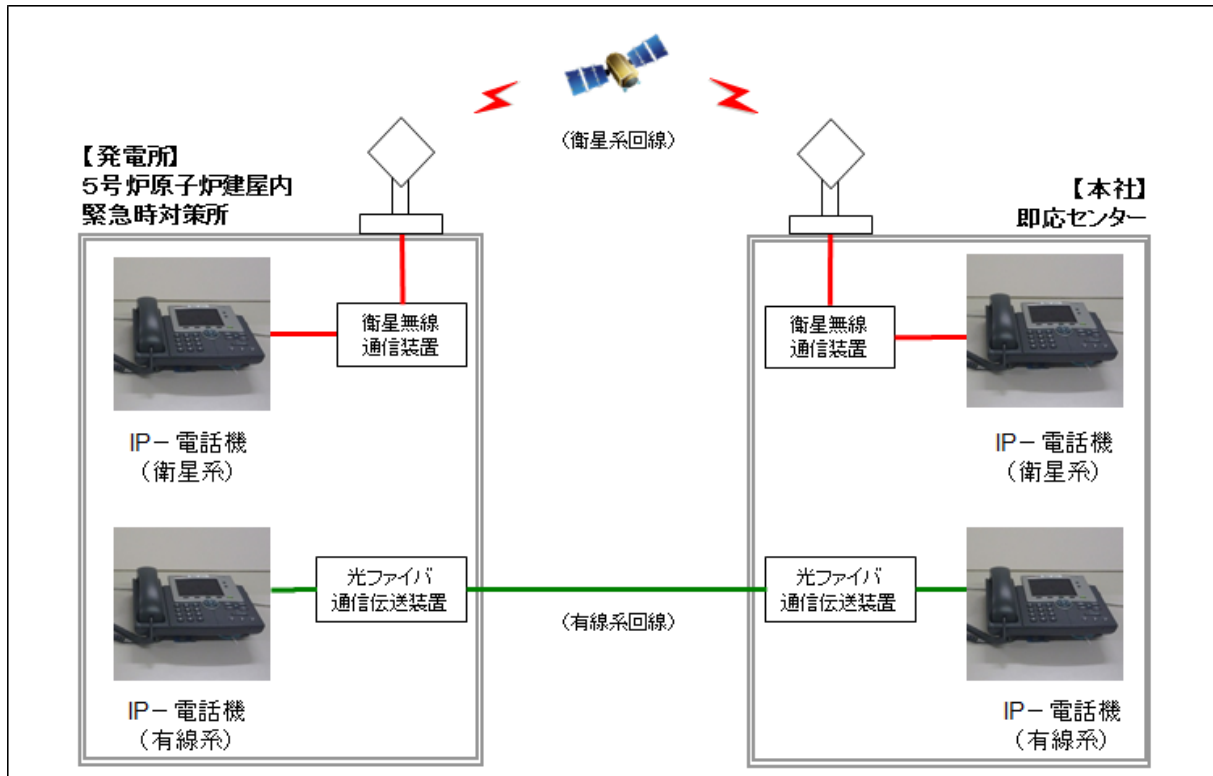 (衛星系回線)
【発電所】
5号炉原子炉建屋内
緊急時対策所
【本社】
即応センター
衛星無線
通信装置
衛星無線
通信装置
IP-電話機
(衛星系)
IP-電話機
(衛星系)
光ファイバ
通信伝送装置
光ファイバ
通信伝送装置
(有線系回線)
IP-電話機
(有線系)
IP-電話機
(有線系)